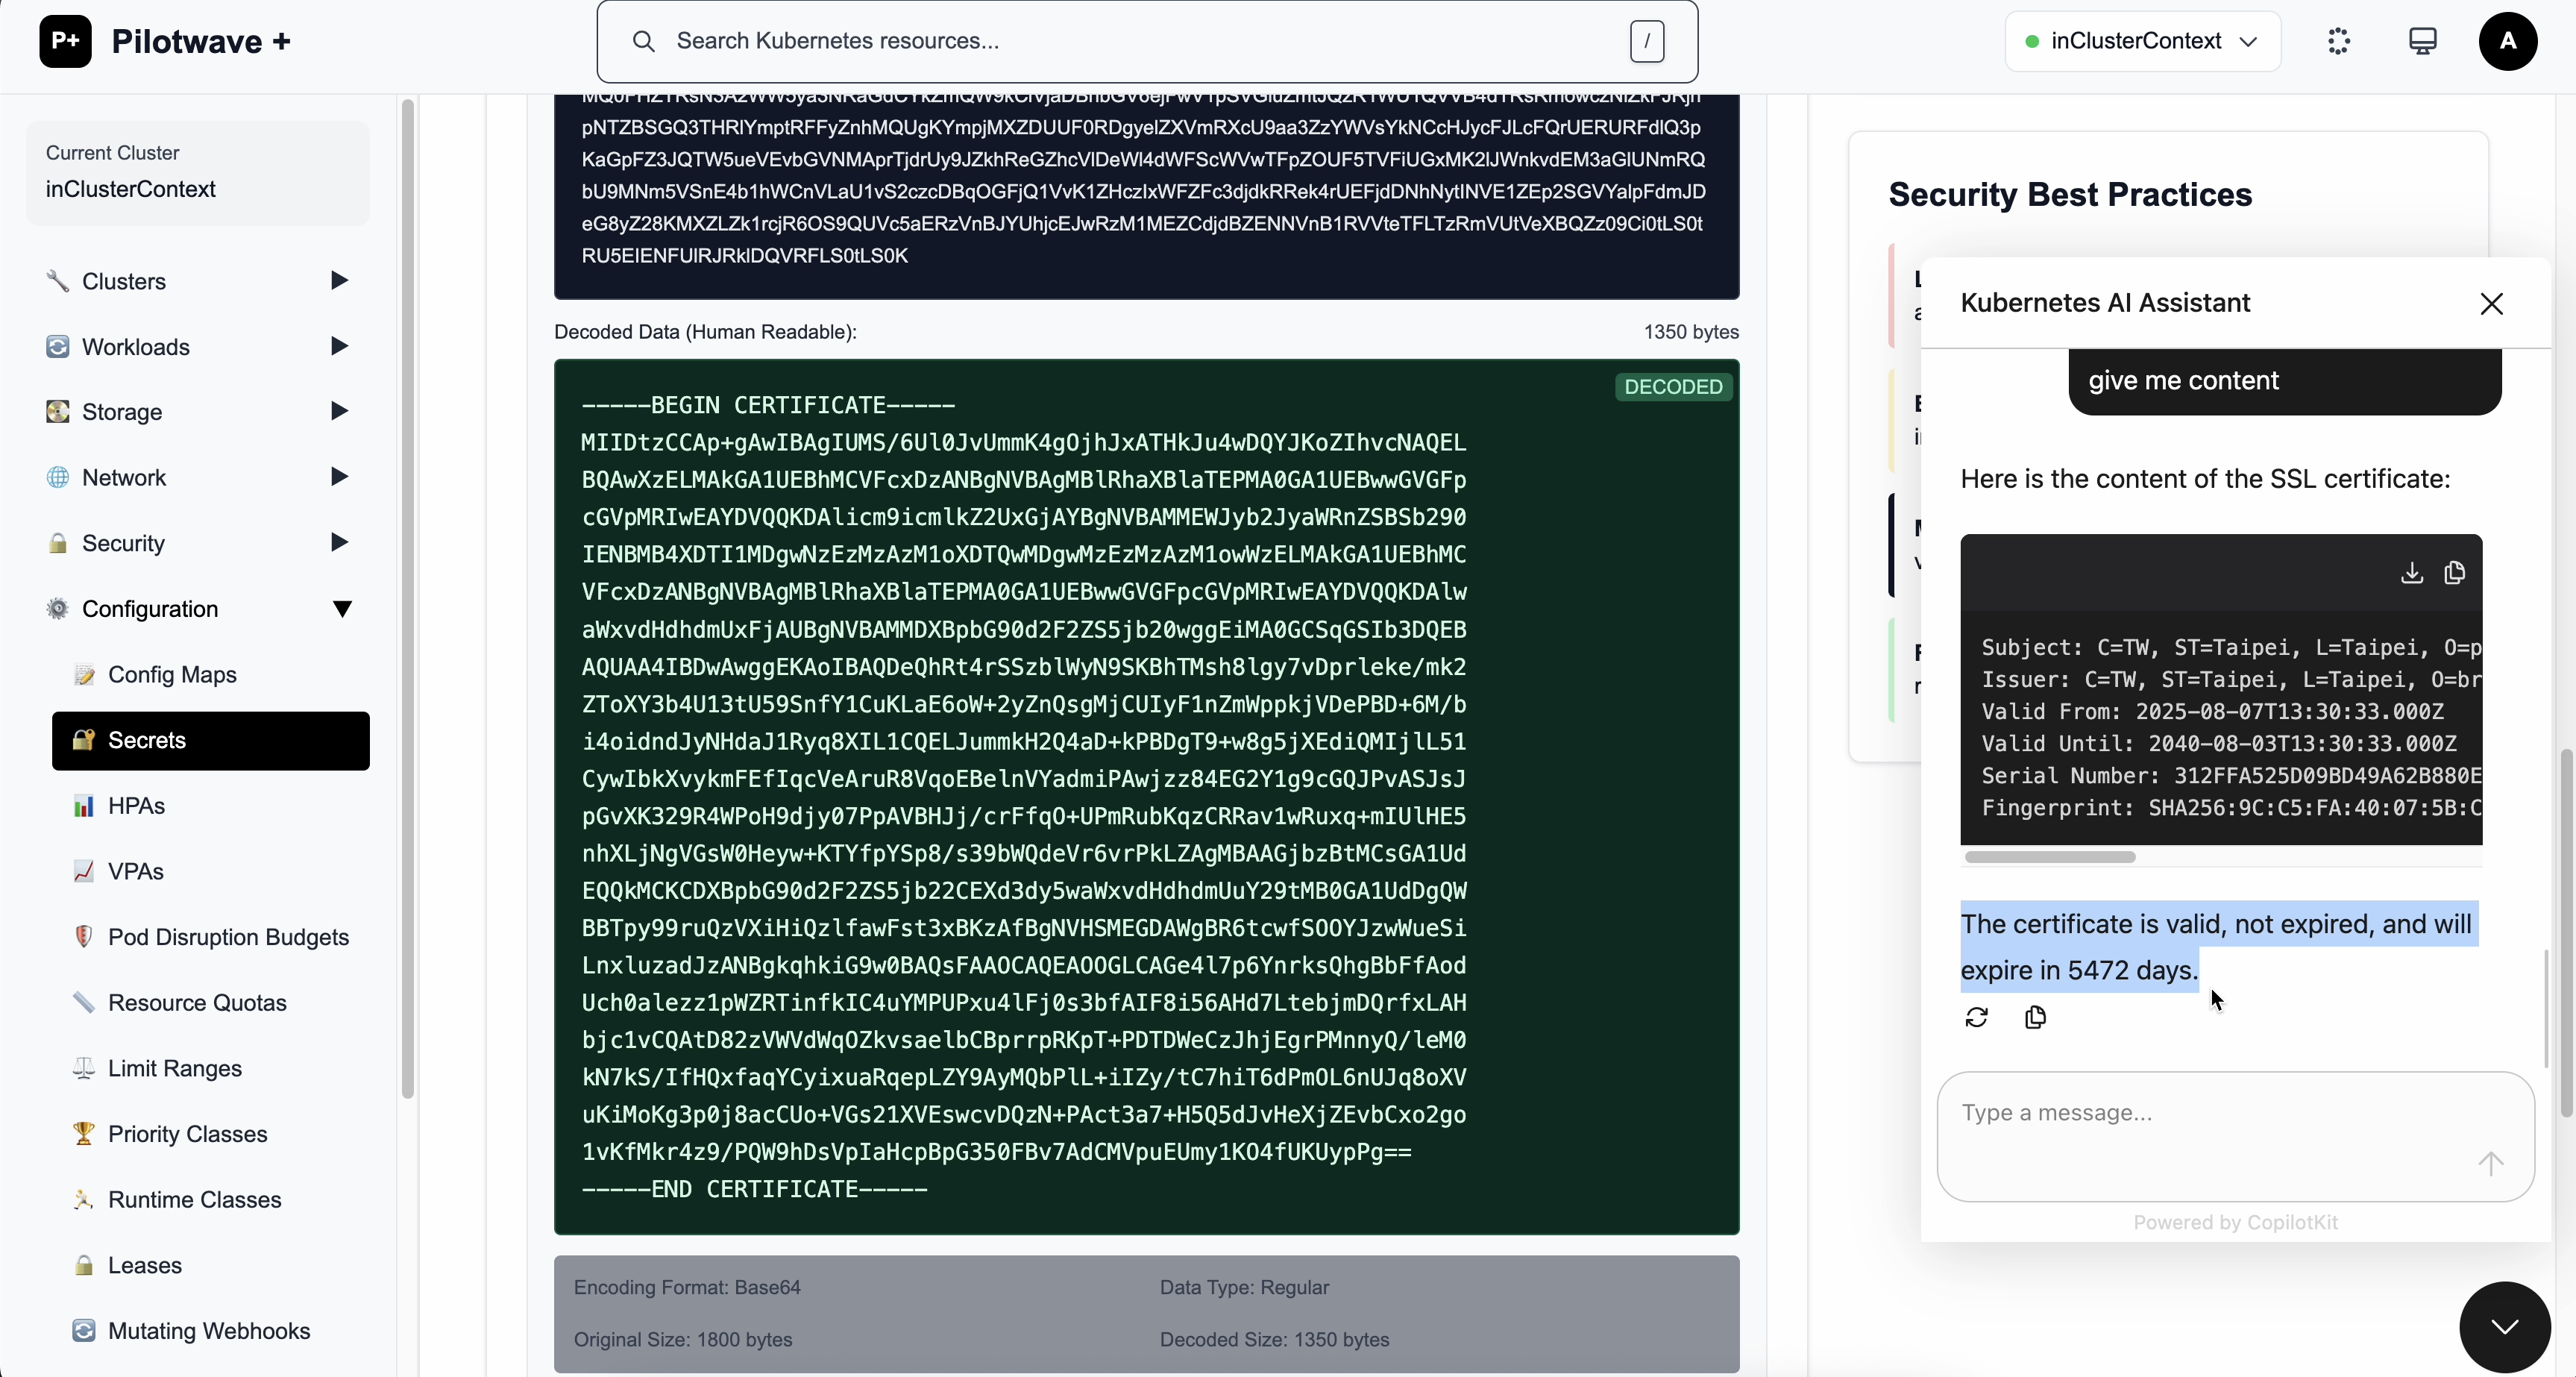 P+ Pilotwave +
Search Kubernetes resources...
/
inClusterContext
A
Current Cluster
inClusterContext
Clusters
Workloads
Storage
Network
Security
Configuration
Config Maps
Secrets
HPAs
VPAs
Pod Disruption Budgets
Resource Quotas
Limit Ranges
Priority Classes
Runtime Classes
Leases
Mutating Webhooks
pNTZBSGQ3THRIYmptRFFyZnhMQUgKYmpjMXZDUUF0RDgyelZXVmRXcU9aa3ZzYWVsYkNCcHJycFJLcFQrUERURFdlQ3p
KaGpFZ3JQTW5ueVEvbGVNMAprTjdrUy9JZkhReGZhcVlDeWl4dWFScWVwTFpZOUF5TVFiUGxMK2lJWnkvdEM3aGlUNmRQ
bU9MNm5VSnE4b1hWCnVLaU1vS2czcDBqOGFjQ1VvK1ZHczIxWFZFc3djdkRRek4rUEFjdDNhNytINVE1ZEp2SGVYalpFdmJD
eG8yZ28KMXZLZk1rcjR6OS9QUVc5aERzVnBJYUhjcEJwRzM1MEZCdjdBZENNVnB1RVVteTFLTzRmVUtVeXBQZz09Ci0tLS0t
RU5EIENFUlRJRklDQVRFLS0tLS0K
Decoded Data (Human Readable):
1350 bytes
DECODED
-----BEGIN CERTIFICATE-----
MIIDtzCCAp+gAwIBAgIUMS/6Ul0JvUmmK4gOjhJxATHkJu4wDQYJKoZIhvcNAQEL
BQAwXzELMAkGA1UEBhMCVFcxDzANBgNVBAgMBlRhaXBlaTEPMA0GA1UEBwwGVGFp
cGVpMRIwEAYDVQQKDAlicm9icmlkZ2UxGjAYBgNVBAMMEWJyb2JyaWRnZSBSb290
IENBMB4XDTI1MDgwNzEzMzAzM1oXDTQwMDgwMzEzMzAzM1owWzELMAkGA1UEBhMC
VFcxDzANBgNVBAgMBlRhaXBlaTEPMA0GA1UEBwwGVGFpcGVpMRIwEAYDVQQKDAlw
aWxvdHdhdmUxFjAUBgNVBAMMDXBpbG90d2F2ZS5jb20wggEiMA0GCSqGSIb3DQEB
AQUAA4IBDwAwggEKAoIBAQDeQhRt4rSSzblWyN9SKBhTMsh8lgy7vDprleke/mk2
ZToXY3b4U13tU59SnfY1CuKLaE6oW+2yZnQsgMjCUIyF1nZmWppkjVDePBD+6M/b
i4oidndJyNHdaJ1Ryq8XIL1CQELJummkH2Q4aD+kPBDgT9+w8g5jXEdiQMIjlL51
CywIbkXvykmFEfIqcVeAruR8VqoEBelnVYadmiPAwjzz84EG2Y1g9cGQJPvASJsJ
pGvXK329R4WPoH9djy07PpAVBHJj/crFfqO+UPmRubKqzCRRav1wRuxq+mIUlHE5
nhXLjNgVGsW0Heyw+KTYfpYSp8/s39bWQdeVr6vrPkLZAgMBAAGjbzBtMCsGA1Ud
EQQkMCKCDXBpbG90d2F2ZS5jb22CEXd3dy5waWxvdHdhdmUuY29tMB0GA1UdDgQW
BBTpy99ruQzVXiHiQzlfawFst3xBKzAfBgNVHSMEGDAWgBR6tcwfSOOYJzwWueSi
LnxluzadJzANBgkqhkiG9w0BAQsFAAOCAQEAOOGLCAGe4l7p6YnrksQhgBbFfAod
Uch0alezz1pWZRTinfkIC4uYMPUPxu4lFj0s3bfAIF8i56AHd7LtebjmDQrfxLAH
bjc1vCQAtD82zVWVdWqOZkvsaelbCBprrpRKpT+PDTDWeCzJhjEgrPMnnyQ/leM0
kN7kS/IfHQxfaqYCyixuaRqepLZY9AyMQbPlL+iIZy/tC7hiT6dPmOL6nUJq8oXV
uKiMoKg3p0j8acCUo+VGs21XVEswcvDQzN+PAct3a7+H5Q5dJvHeXjZEvbCxo2go
1vKfMkr4z9/PQW9hDsVpIaHcpBpG350FBv7AdCMVpuEUmy1KO4fUKUypPg==
-----END CERTIFICATE-----
Encoding Format: Base64
Data Type: Regular
Original Size: 1800 bytes
Decoded Size: 1350 bytes
Security Best Practices
Kubernetes AI Assistant
give me content
Here is the content of the SSL certificate:
Subject: C=TW, ST=Taipei, L=Taipei, O=p
Issuer: C=TW, ST=Taipei, L=Taipei, O=br
Valid From: 2025-08-07T13:30:33.000Z
Valid Until: 2040-08-03T13:30:33.000Z
Serial Number: 312FFA525D09BD49A62B880E
Fingerprint: SHA256:9C:C5:FA:40:07:5B:C
The certificate is valid, not expired, and will
expire in 5472 days.
Type a message...
Powered by CopilotKit